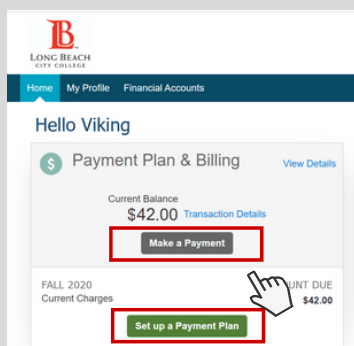 LB
LONG BEACH
CITY COLLEGE
Home My Profile Financial Accounts
Hello Viking
$ Payment Plan & Billing View Details
Current Balance
$42.00 Transaction Details
Make a Payment
FALL 2020 UNT DUE
Current Charges $42.00
Set up a Payment Plan